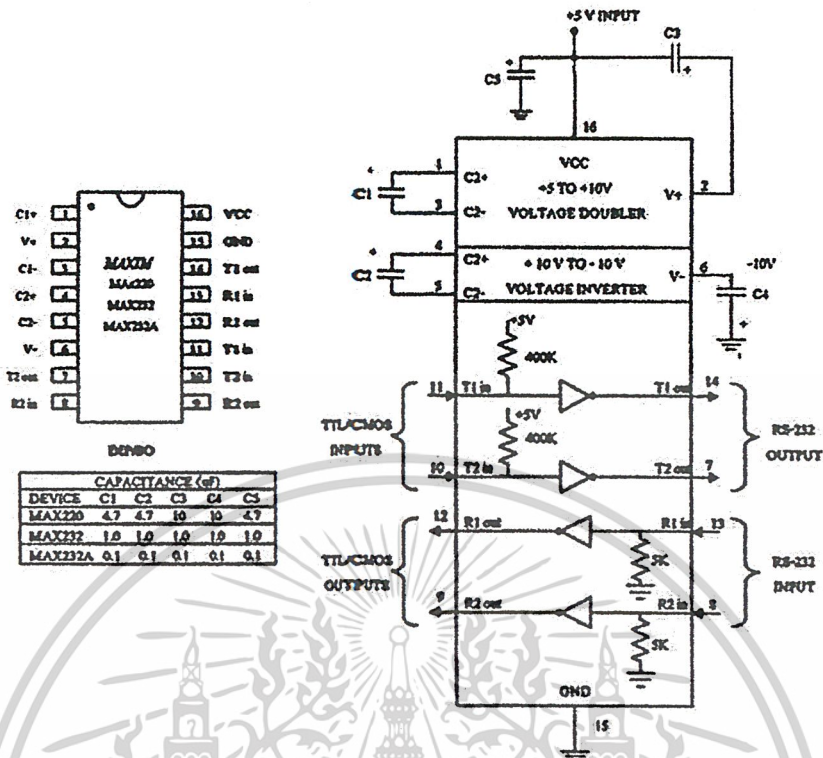 C1+ 1 16 VCC
V+ 2 15 GND
C1- 3 14 T1 out
C2+ 4 13 R1 in
C2- 5 12 R2 out
V- 6 11 T1 in
T2 out 7 10 T2 in
R2 in 8 9 R2 out
MAXIM
MAX220
MAX232
MAX232A
CAPACITANCE (uF)
DEVICE C1 C2 C3 C4 C5
MAX220 4.7 4.7 10 10 4.7
MAX232 1.0 1.0 1.0 1.0 1.0
MAX232A 0.1 0.1 0.1 0.1 0.1
+5 V INPUT
C3
+
+
C5
16
1
VCC
+
C2+
C1
+5 TO +10V
V+
2
3
C2-
VOLTAGE DOUBLER
4
+
C2+
+ 10 V TO - 10 V
V-
6
-10V
C2
5
C2-
VOLTAGE INVERTER
C4
+
+5V
400K
11 T1 in T1 out 14
+5V
TTL/CMOS
INPUTS
400K
RS-232
OUTPUT
10 T2 in T2 out 7
12 R1 out R1 in 13
TTL/CMOS
OUTPUTS
5K
RS-232
INPUT
9 R2 out R2 in 8
5K
GND
15